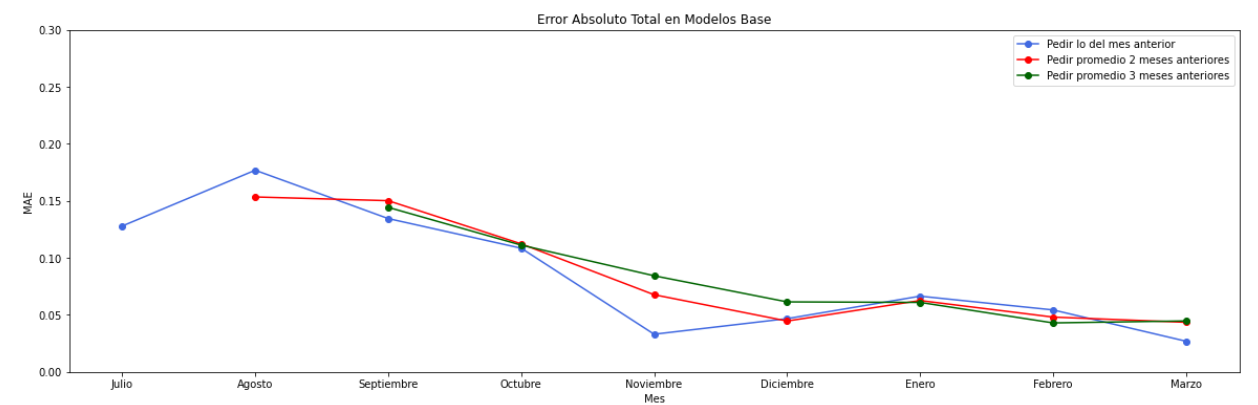 Error Absoluto Total en Modelos Base
0.30
0.25
0.20
0.15
0.10
0.05
0.00
MAE
Pedir lo del mes anterior
Pedir promedio 2 meses anteriores
Pedir promedio 3 meses anteriores
Julio Agosto Septiembre Octubre Noviembre Diciembre Enero Febrero Marzo
Mes